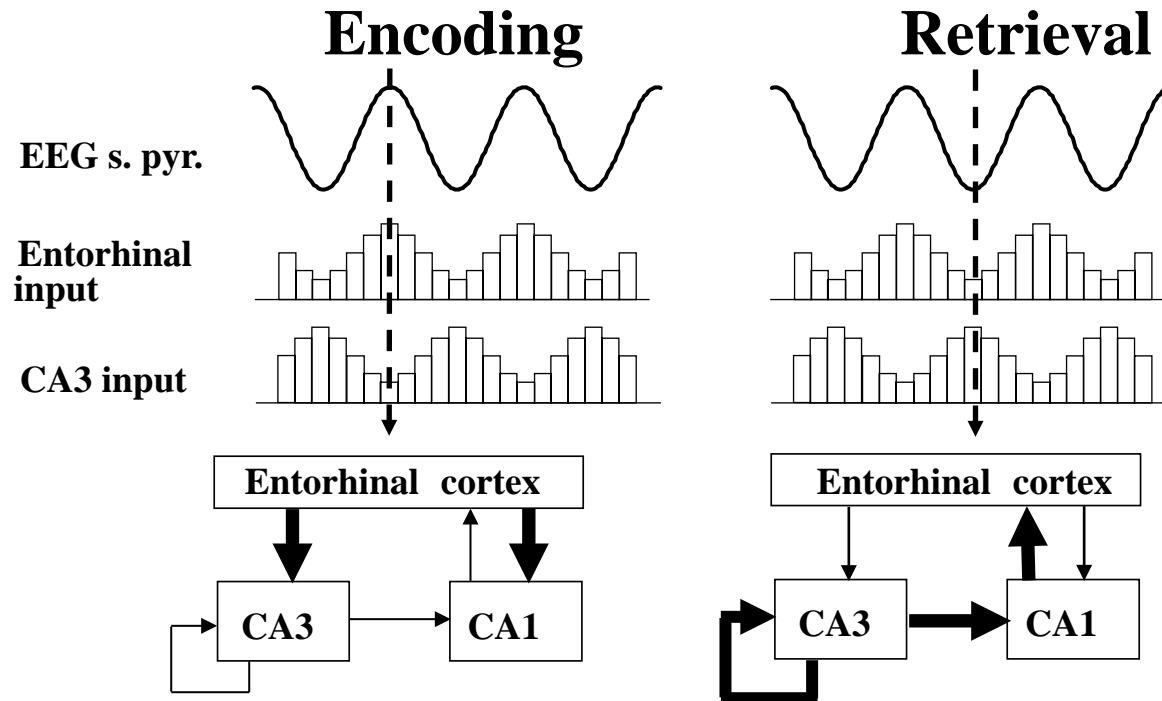 Encoding
Retrieval
EEG s. pyr.
Entorhinal
input
CA3 input
Entorhinal cortex
CA3
CA1
Entorhinal cortex
CA3
CA1